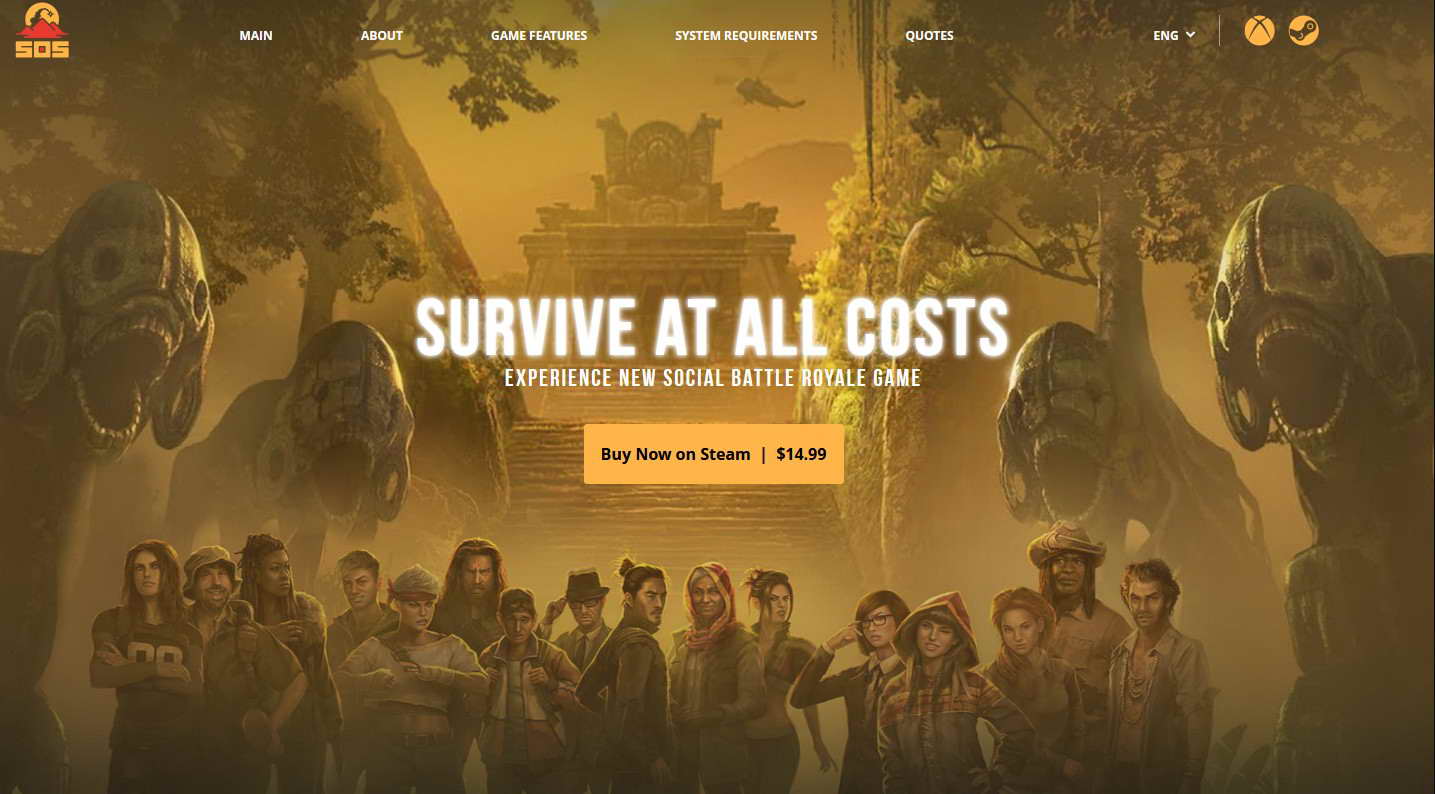 SOS
MAIN
ABOUT
GAME FEATURES
SYSTEM REQUIREMENTS
QUOTES
ENG
SURVIVE AT ALL COSTS
EXPERIENCE NEW SOCIAL BATTLE ROYALE GAME
Buy Now on Steam | $14.99